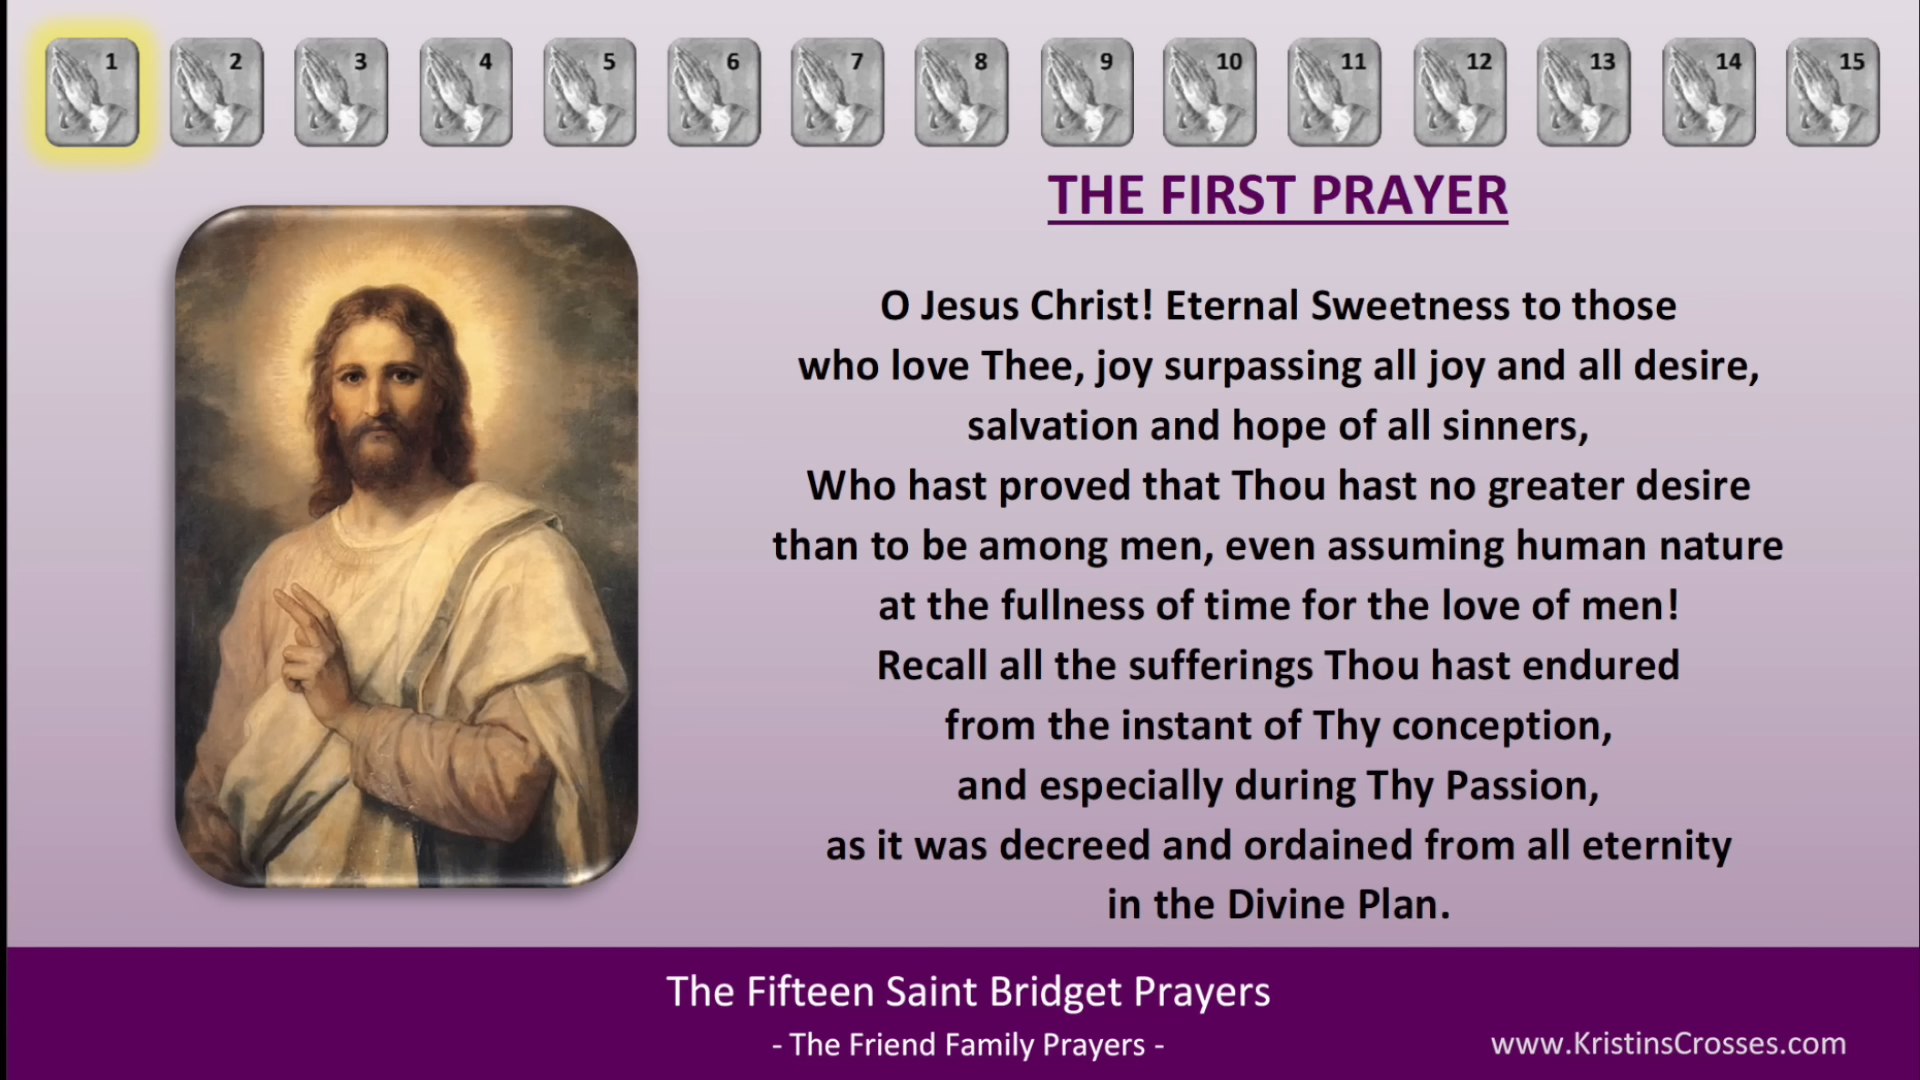 1 2 3 4 5 6 7 8 9 10 11 12 13 14 15
THE FIRST PRAYER
O Jesus Christ! Eternal Sweetness to those
who love Thee, joy surpassing all joy and all desire,
salvation and hope of all sinners,
Who hast proved that Thou hast no greater desire
than to be among men, even assuming human nature
at the fullness of time for the love of men!
Recall all the sufferings Thou hast endured
from the instant of Thy conception,
and especially during Thy Passion,
as it was decreed and ordained from all eternity
in the Divine Plan.
The Fifteen Saint Bridget Prayers
- The Friend Family Prayers -
www.KristinsCrosses.com